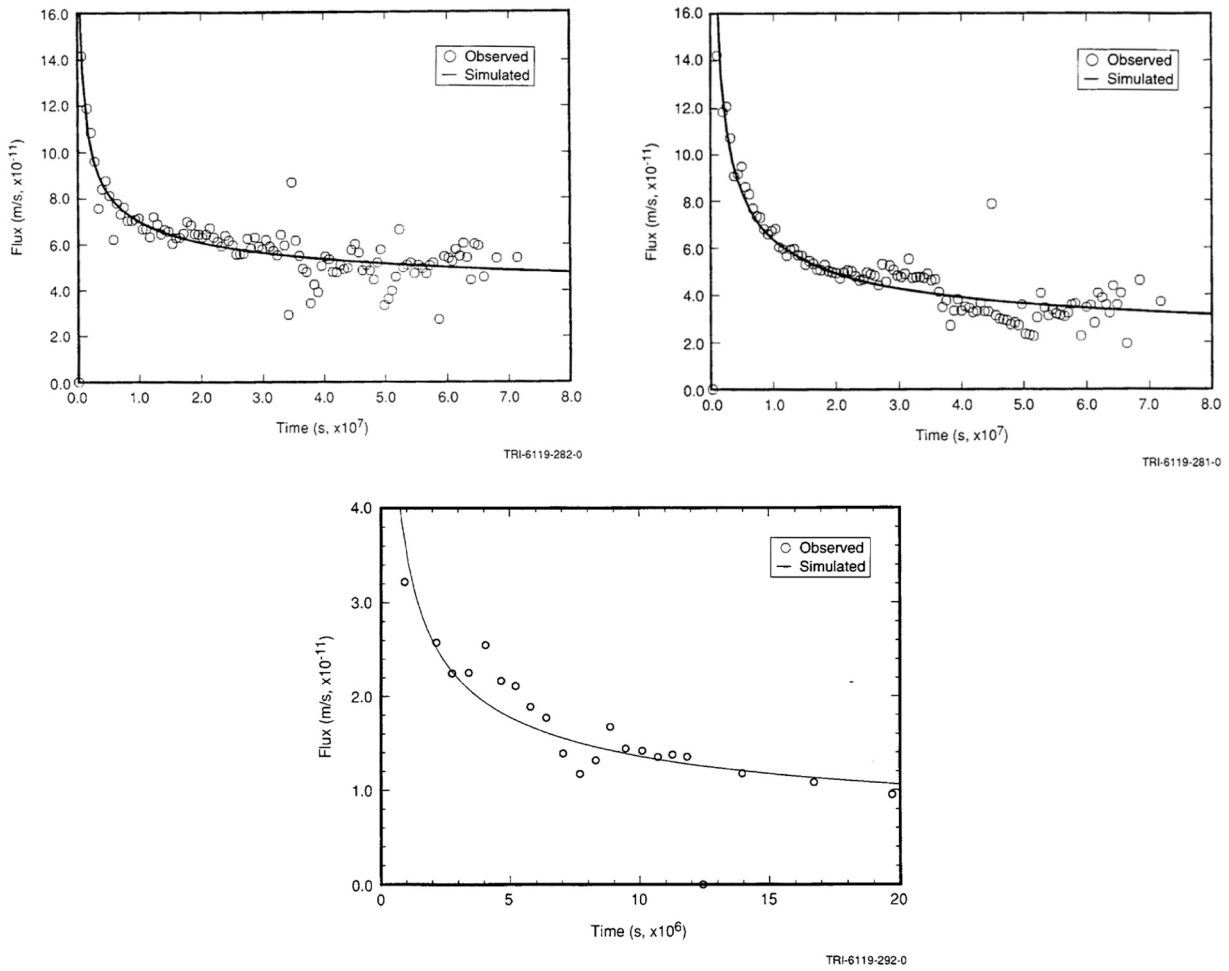 16.0
14.0
12.0
10.0
8.0
6.0
4.0
2.0
0.0
Flux (m/s, x10-11)
Observed
Simulated
0.0 1.0 2.0 3.0 4.0 5.0 6.0 7.0 8.0
Time (s, x107)
TRI-6119-282-0
16.0
14.0
12.0
10.0
8.0
6.0
4.0
2.0
0.0
Flux (m/s, x10-11)
Observed
Simulated
0.0 1.0 2.0 3.0 4.0 5.0 6.0 7.0 8.0
Time (s, x107)
TRI-6119-281-0
4.0
3.0
2.0
1.0
0.0
Flux (m/s, x10-11)
Observed
Simulated
0 5 10 15 20
Time (s, x106)
TRI-6119-292-0